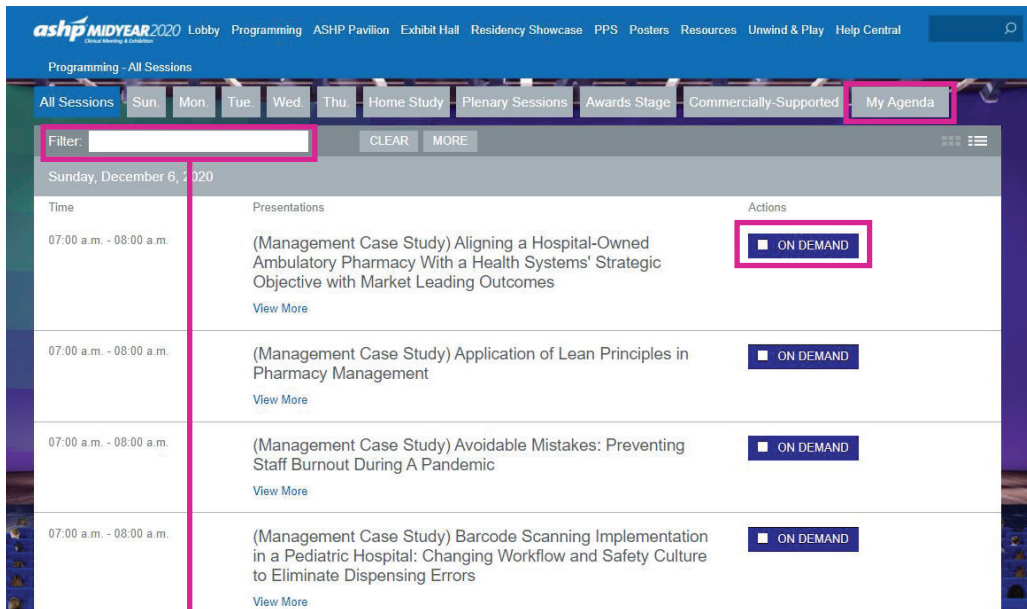 ashp MIDYEAR 2020 Lobby Programming ASHP Pavilion Exhibit Hall Residency Showcase PPS Posters Resources Unwind & Play Help Central
Clinical Meeting & Exhibition
Programming - All Sessions
All Sessions Sun. Mon. Tue. Wed. Thu. Home Study Plenary Sessions Awards Stage Commercially-Supported My Agenda
Filter: CLEAR MORE
Sunday, December 6, 2020
Time Presentations Actions
07:00 a.m. - 08:00 a.m. (Management Case Study) Aligning a Hospital-Owned ON DEMAND
Ambulatory Pharmacy With a Health Systems' Strategic
Objective with Market Leading Outcomes
View More
07:00 a.m. - 08:00 a.m. (Management Case Study) Application of Lean Principles in ON DEMAND
Pharmacy Management
View More
07:00 a.m. - 08:00 a.m. (Management Case Study) Avoidable Mistakes: Preventing ON DEMAND
Staff Burnout During A Pandemic
View More
07:00 a.m. - 08:00 a.m. (Management Case Study) Barcode Scanning Implementation ON DEMAND
in a Pediatric Hospital: Changing Workflow and Safety Culture
to Eliminate Dispensing Errors
View More